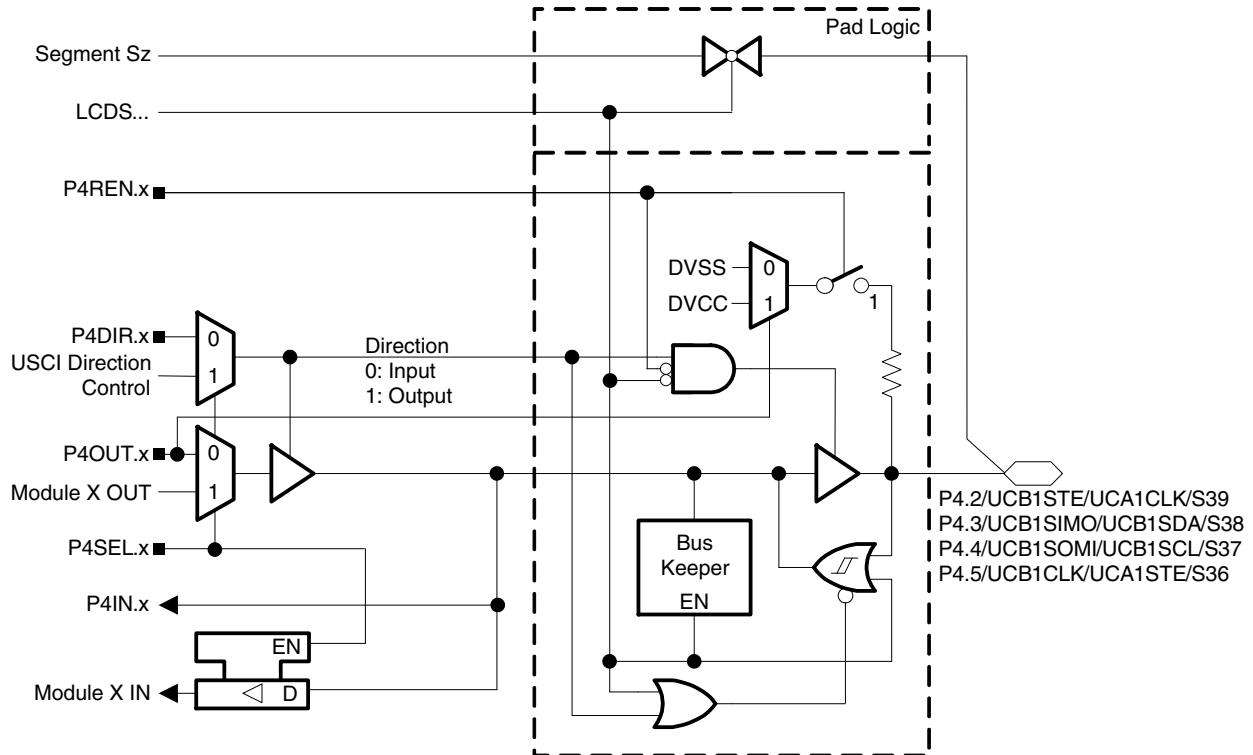 Pad Logic
Segment Sz
LCDS...
P4REN.x
DVSS
0
DVCC
1
1
P4DIR.x
0
USCI Direction
Control
1
Direction
0: Input
1: Output
P4OUT.x
0
Module X OUT
1
P4SEL.x
P4.2/UCB1STE/UCA1CLK/S39
P4.3/UCB1SIMO/UCB1SDA/S38
P4.4/UCB1SOMI/UCB1SCL/S37
P4.5/UCB1CLK/UCA1STE/S36
Bus
Keeper
EN
P4IN.x
EN
Module X IN
D